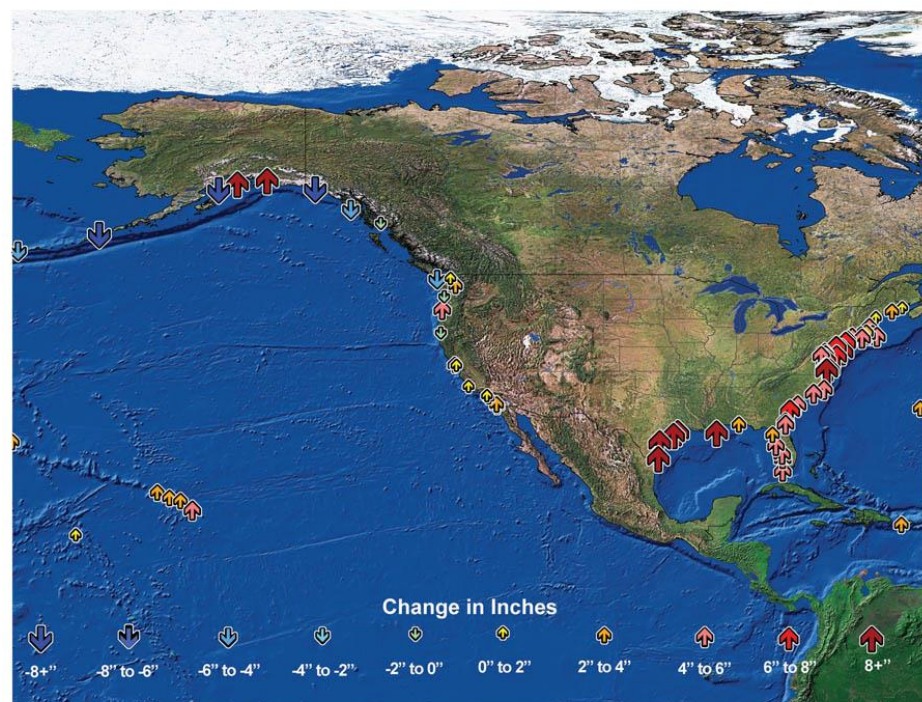 Change in Inches
-8+”
-8” to -6”
-6” to -4”
-4” to -2”
-2” to 0”
0” to 2”
2” to 4”
4” to 6”
6” to 8”
8+”